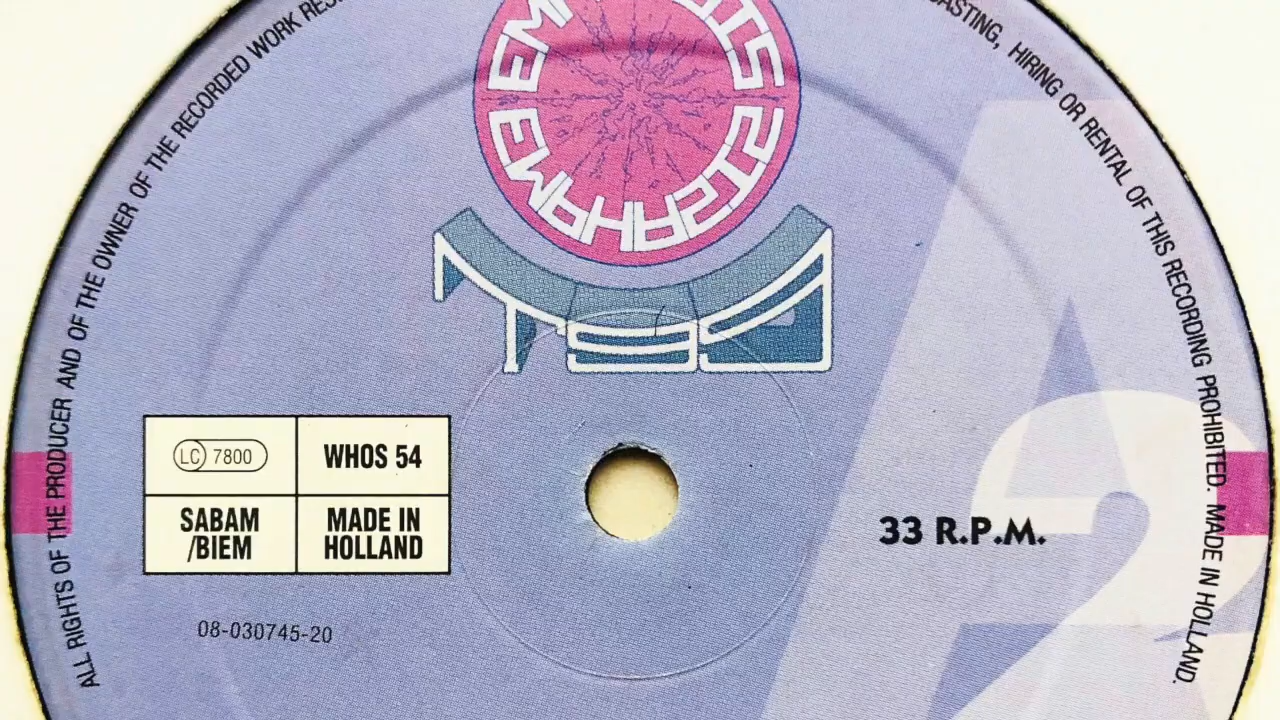 ALL RIGHTS OF THE PRODUCER AND OF THE OWNER OF THE RECORDED WORK
HIRING OR RENTAL OF THIS RECORDING PROHIBITED. MADE IN HOLLAND.
LC 7800
WHOS 54
SABAM
/BIEM
MADE IN
HOLLAND
33 R.P.M.
08-030745-20
A
2